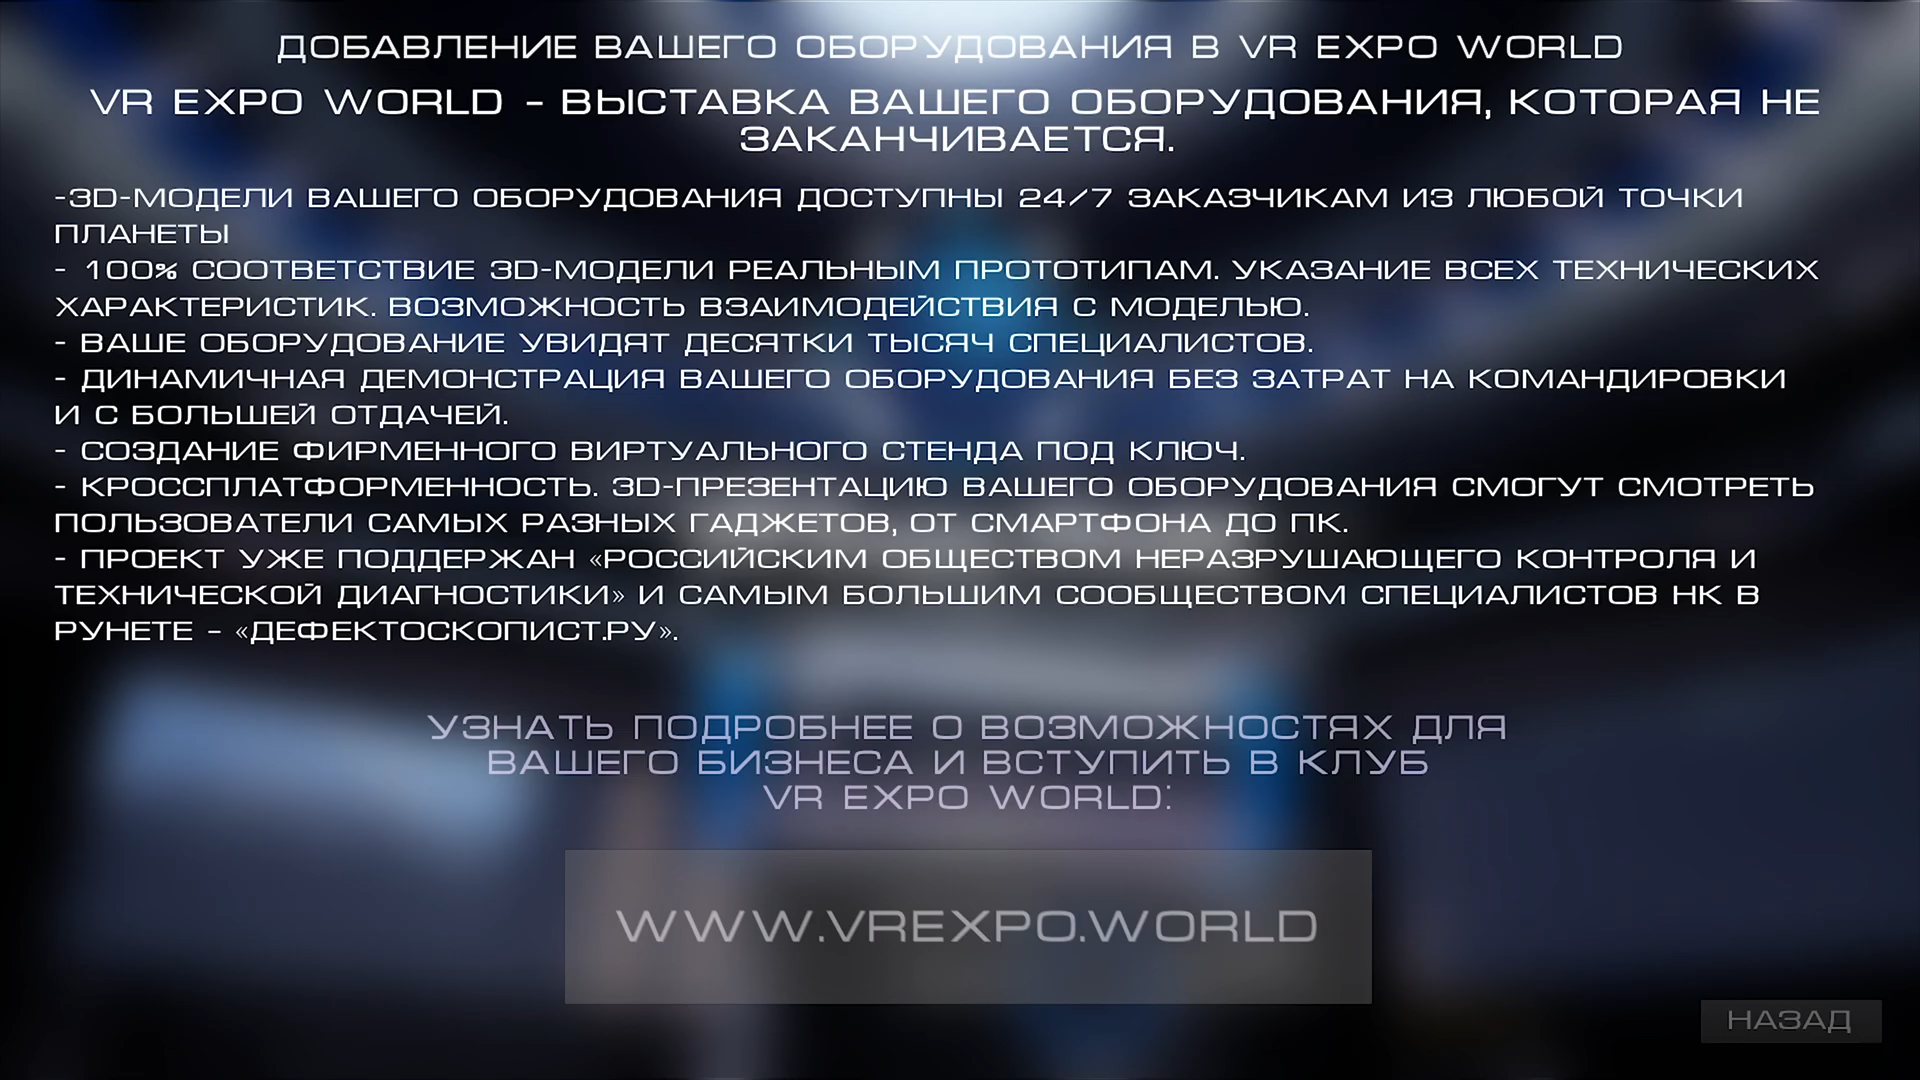 ДОБАВЛЕНИЕ ВАШЕГО ОБОРУДОВАНИЯ В VR EXPO WORLD
VR EXPO WORLD - ВЫСТАВКА ВАШЕГО ОБОРУДОВАНИЯ, КОТОРАЯ НЕ
ЗАКАНЧИВАЕТСЯ.
-3D-МОДЕЛИ ВАШЕГО ОБОРУДОВАНИЯ ДОСТУПНЫ 24/7 ЗАКАЗЧИКАМ ИЗ ЛЮБОЙ ТОЧКИ
ПЛАНЕТЫ
- 100% СООТВЕТСТВИЕ 3D-МОДЕЛИ РЕАЛЬНЫМ ПРОТОТИПАМ. УКАЗАНИЕ ВСЕХ ТЕХНИЧЕСКИХ
ХАРАКТЕРИСТИК. ВОЗМОЖНОСТЬ ВЗАИМОДЕЙСТВИЯ С МОДЕЛЬЮ.
- ВАШЕ ОБОРУДОВАНИЕ УВИДЯТ ДЕСЯТКИ ТЫСЯЧ СПЕЦИАЛИСТОВ.
- ДИНАМИЧНАЯ ДЕМОНСТРАЦИЯ ВАШЕГО ОБОРУДОВАНИЯ БЕЗ ЗАТРАТ НА КОМАНДИРОВКИ
И С БОЛЬШЕЙ ОТДАЧЕЙ.
- СОЗДАНИЕ ФИРМЕННОГО ВИРТУАЛЬНОГО СТЕНДА ПОД КЛЮЧ.
- КРОССПЛАТФОРМЕННОСТЬ. 3D-ПРЕЗЕНТАЦИЮ ВАШЕГО ОБОРУДОВАНИЯ СМОГУТ СМОТРЕТЬ
ПОЛЬЗОВАТЕЛИ САМЫХ РАЗНЫХ ГАДЖЕТОВ, ОТ СМАРТФОНА ДО ПК.
- ПРОЕКТ УЖЕ ПОДДЕРЖАН «РОССИЙСКИМ ОБЩЕСТВОМ НЕРАЗРУШАЮЩЕГО КОНТРОЛЯ И
ТЕХНИЧЕСКОЙ ДИАГНОСТИКИ» И САМЫМ БОЛЬШИМ СООБЩЕСТВОМ СПЕЦИАЛИСТОВ НК В
РУНЕТЕ – «ДЕФЕКТОСКОПИСТ.РУ».
УЗНАТЬ ПОДРОБНЕЕ О ВОЗМОЖНОСТЯХ ДЛЯ
ВАШЕГО БИЗНЕСА И ВСТУПИТЬ В КЛУБ
VR EXPO WORLD:
WWW.VREXPO.WORLD
НАЗАД